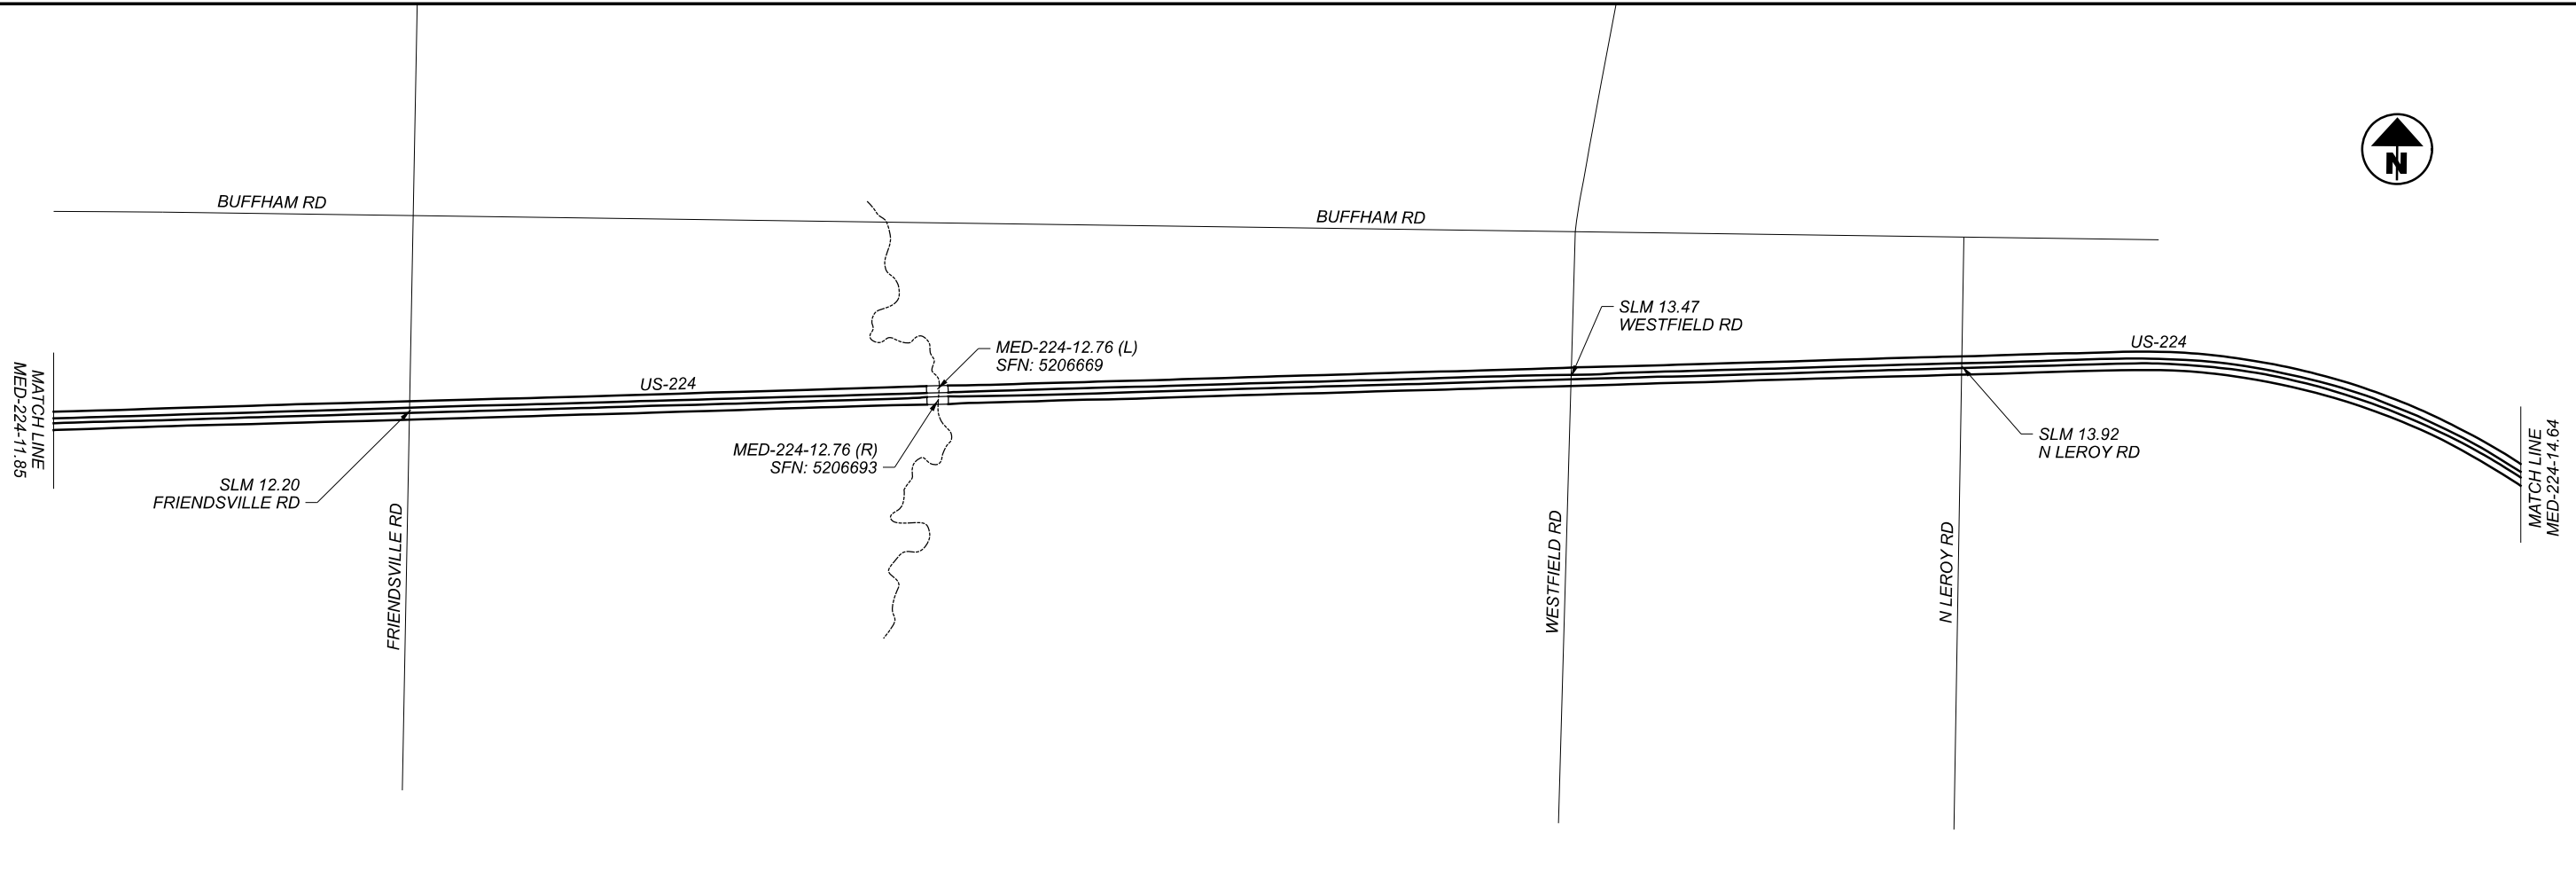 BUFFHAM RD
BUFFHAM RD
N
SLM 13.47
WESTFIELD RD
MED-224-12.76 (L)
SFN: 5206669
US-224
US-224
MATCH LINE
MED-224-11.85
MED-224-12.76 (R)
SFN: 5206693
SLM 12.20
FRIENDSVILLE RD
SLM 13.92
N LEROY RD
MATCH LINE
MED-224-14.64
FRIENDSVILLE RD
WESTFIELD RD
N LEROY RD